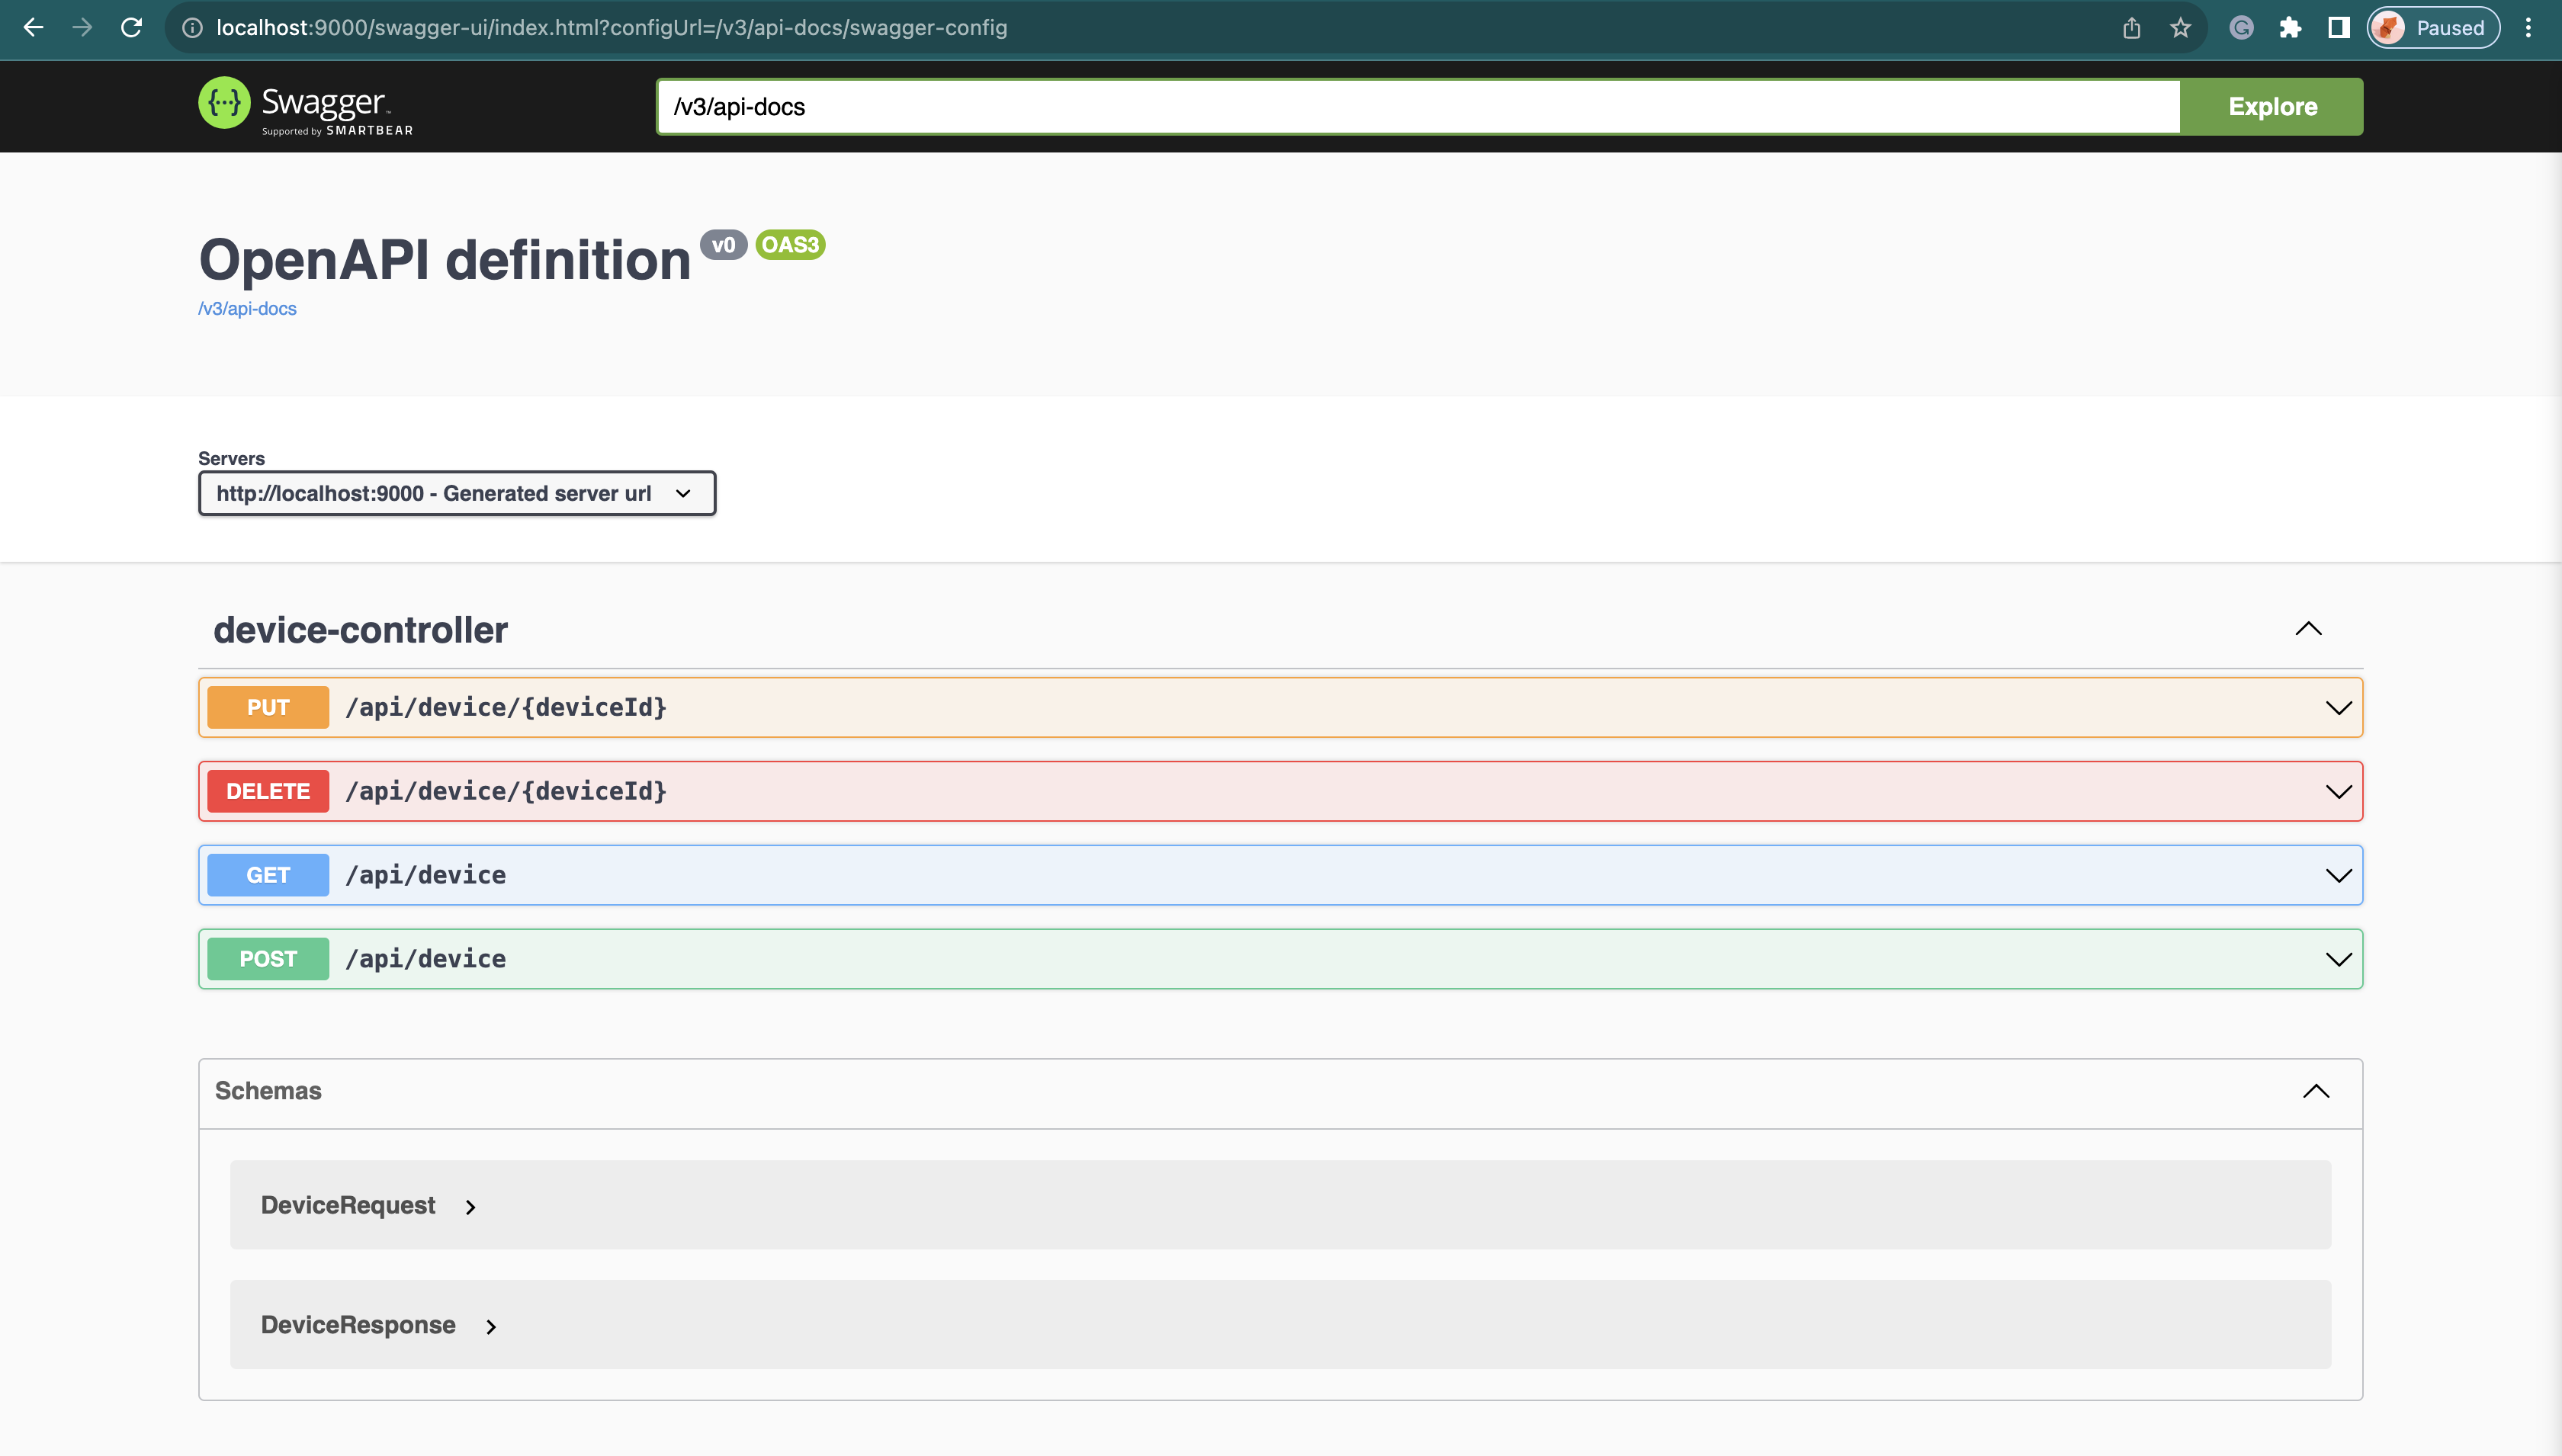 localhost:9000/swagger-ui/index.html?configUrl=/v3/api-docs/swagger-config
Paused
{···} Swagger™
Supported by SMARTBEAR
/v3/api-docs
Explore
OpenAPI definition v0 OAS3
/v3/api-docs
Servers
http://localhost:9000 - Generated server url
device-controller
PUT /api/device/{deviceId}
DELETE /api/device/{deviceId}
GET /api/device
POST /api/device
Schemas
DeviceRequest
DeviceResponse